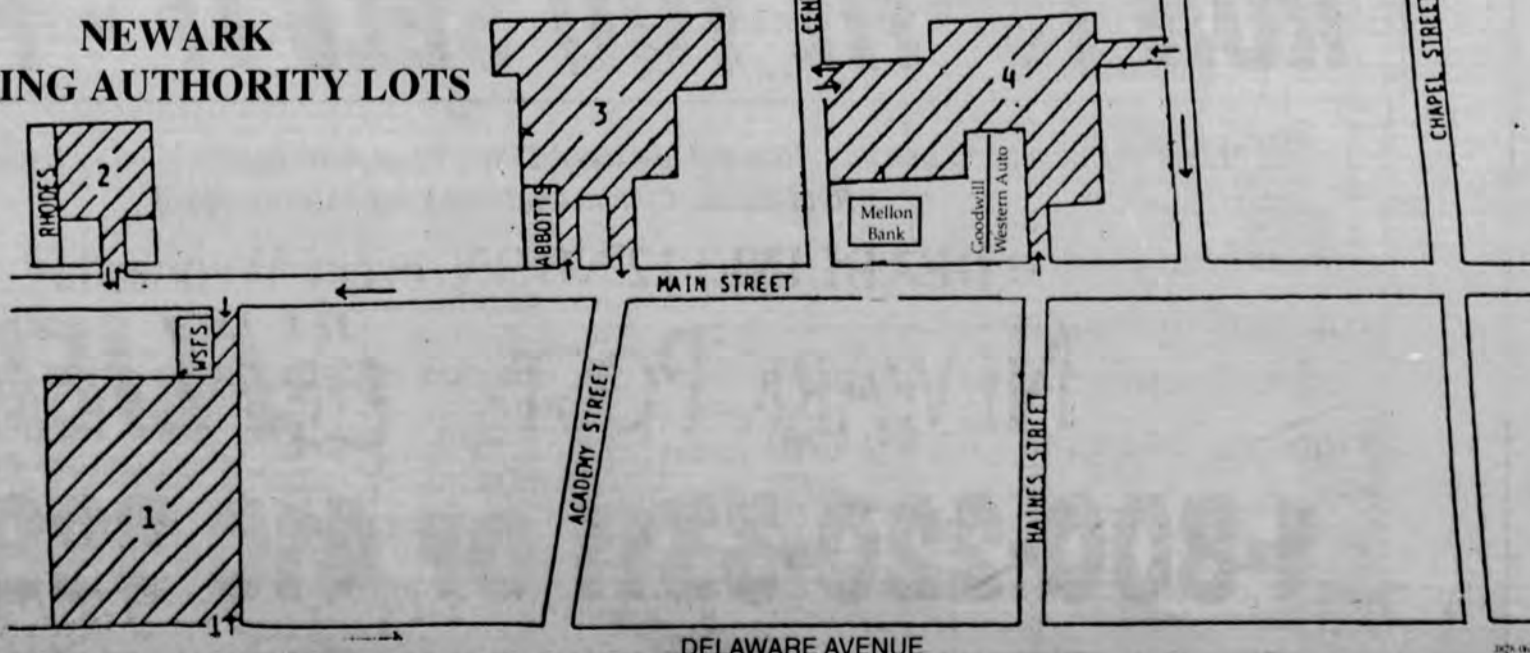 NEWARK
ING AUTHORITY LOTS
CEN
CHAPEL STREET
2
3
4
RHODES
ABBOTTS
Mellon
Bank
Goodwill
Western Auto
MAIN STREET
WSFS
1
ACADEMY STREET
HAINES STREET
DELAWARE AVENUE